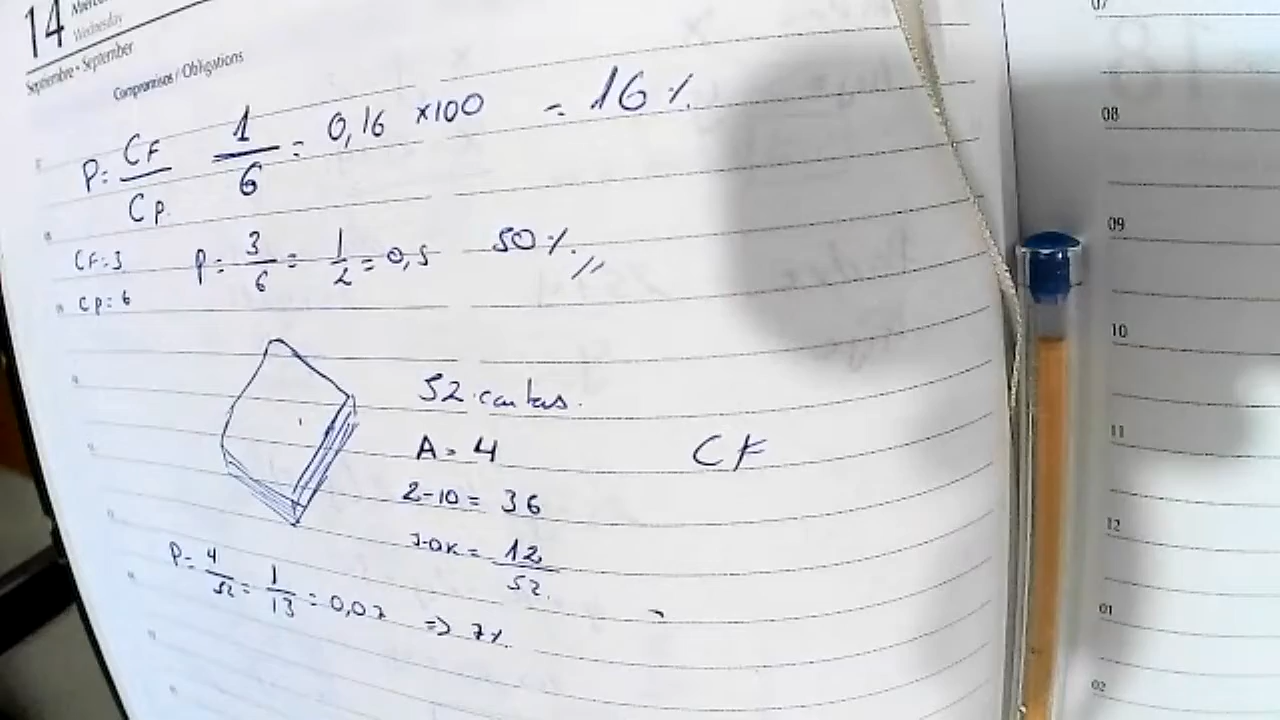 14 Miércoles
Wednesday
Septiembre • September
Compromisos / Obligations
P = CF / CP. 1/6 = 0,16 x100 = 16 %
CF = 3
CP = 6
P = 3/6 = 1/2 = 0,5 50 % //
52 cartas.
A = 4
CF
2-10 = 36
J-QK = 12
52.
P = 4/52 = 1/13 = 0,07 => 7%
07
08
09
10
11
12
01
02